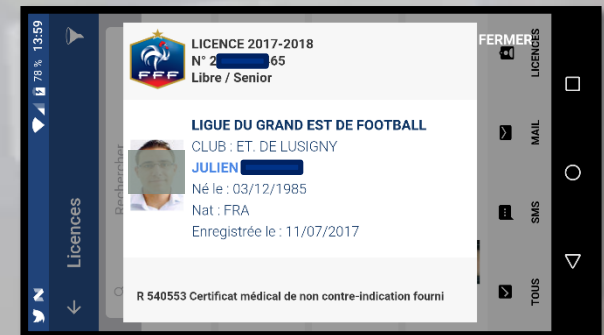 LICENCE 2017-2018
N° 2 65
Libre / Senior
FERMER
FFF
LIGUE DU GRAND EST DE FOOTBALL
CLUB : ET. DE LUSIGNY
JULIEN
Né le : 03/12/1985
Nat : FRA
Enregistrée le : 11/07/2017
R 540553 Certificat médical de non contre-indication fourni
78 % 13:59
Licences
Rechercher
LICENCES
MAIL
SMS
TOUS